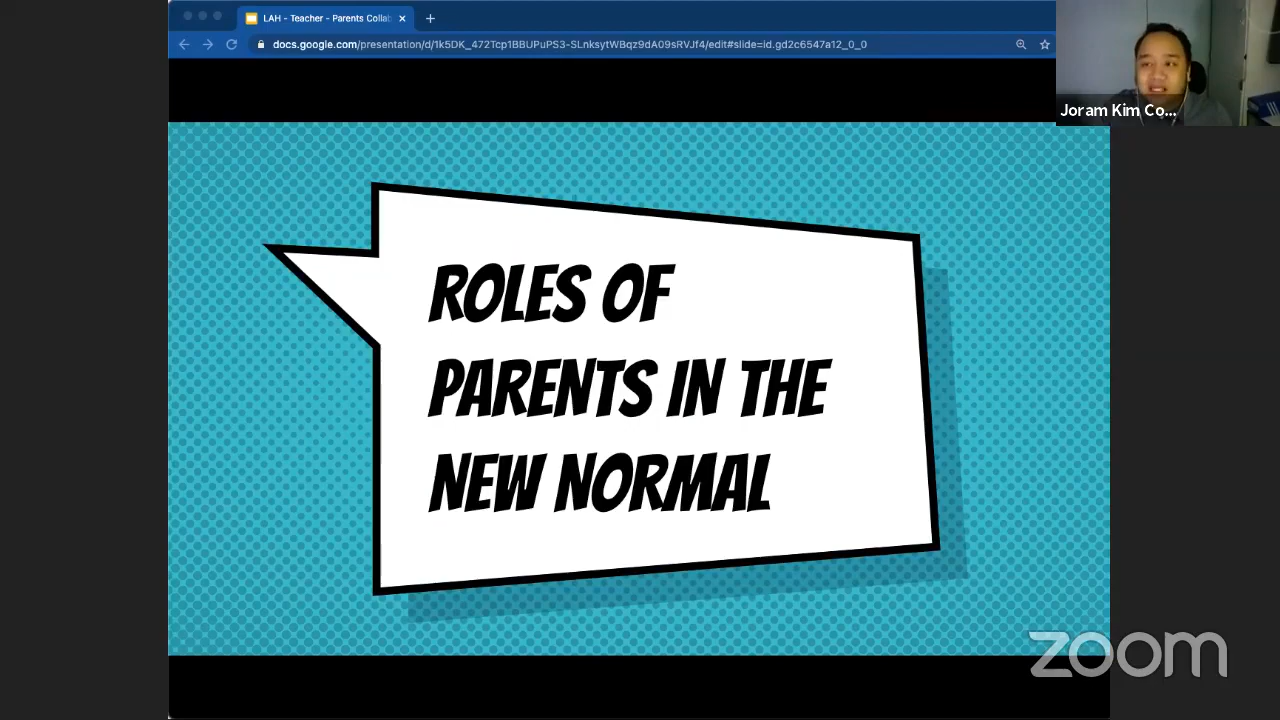 LAH - Teacher - Parents Collab
docs.google.com/presentation/d/1k5DK_472Tcp1BBUPuPS3-SLnksytWBqz9dA09sRVJf4/edit#slide=id.gd2c6547a12_0_0
Joram Kim Co...
ROLES OF
PARENTS IN THE
NEW NORMAL
zoom